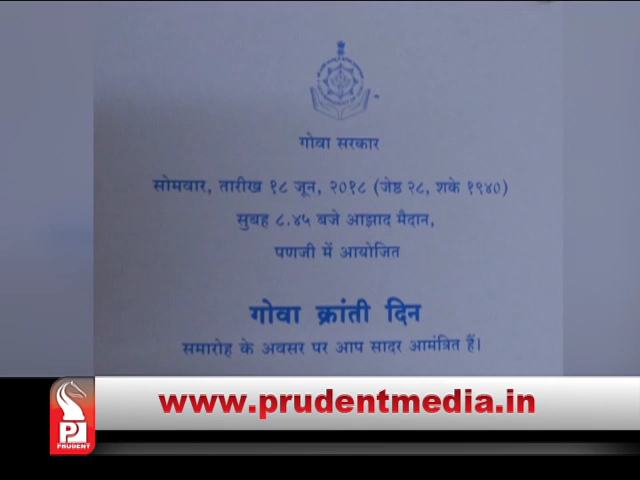 गोवा सरकार
सोमवार, तारीख १८ जून, २०१८ (जेष्ठ २८, शके १९४०)
सुबह ८.४५ बजे आझाद मैदान,
पणजी में आयोजित
गोवा क्रांती दिन
समारोह के अवसर पर आप सादर आमंत्रित हैं।
www.prudentmedia.in
PRUDENT